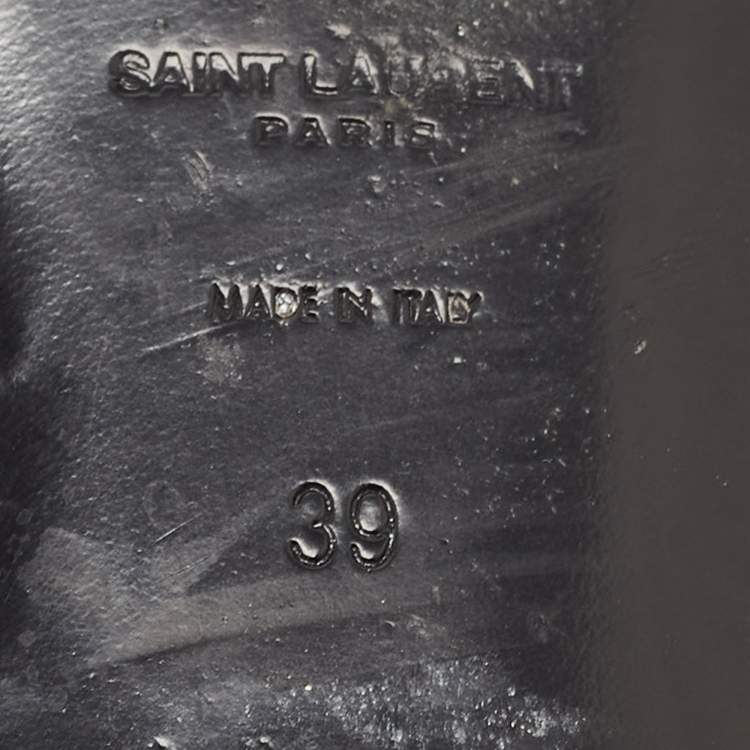 SAINT LAURENT
PARIS
MADE IN ITALY
39